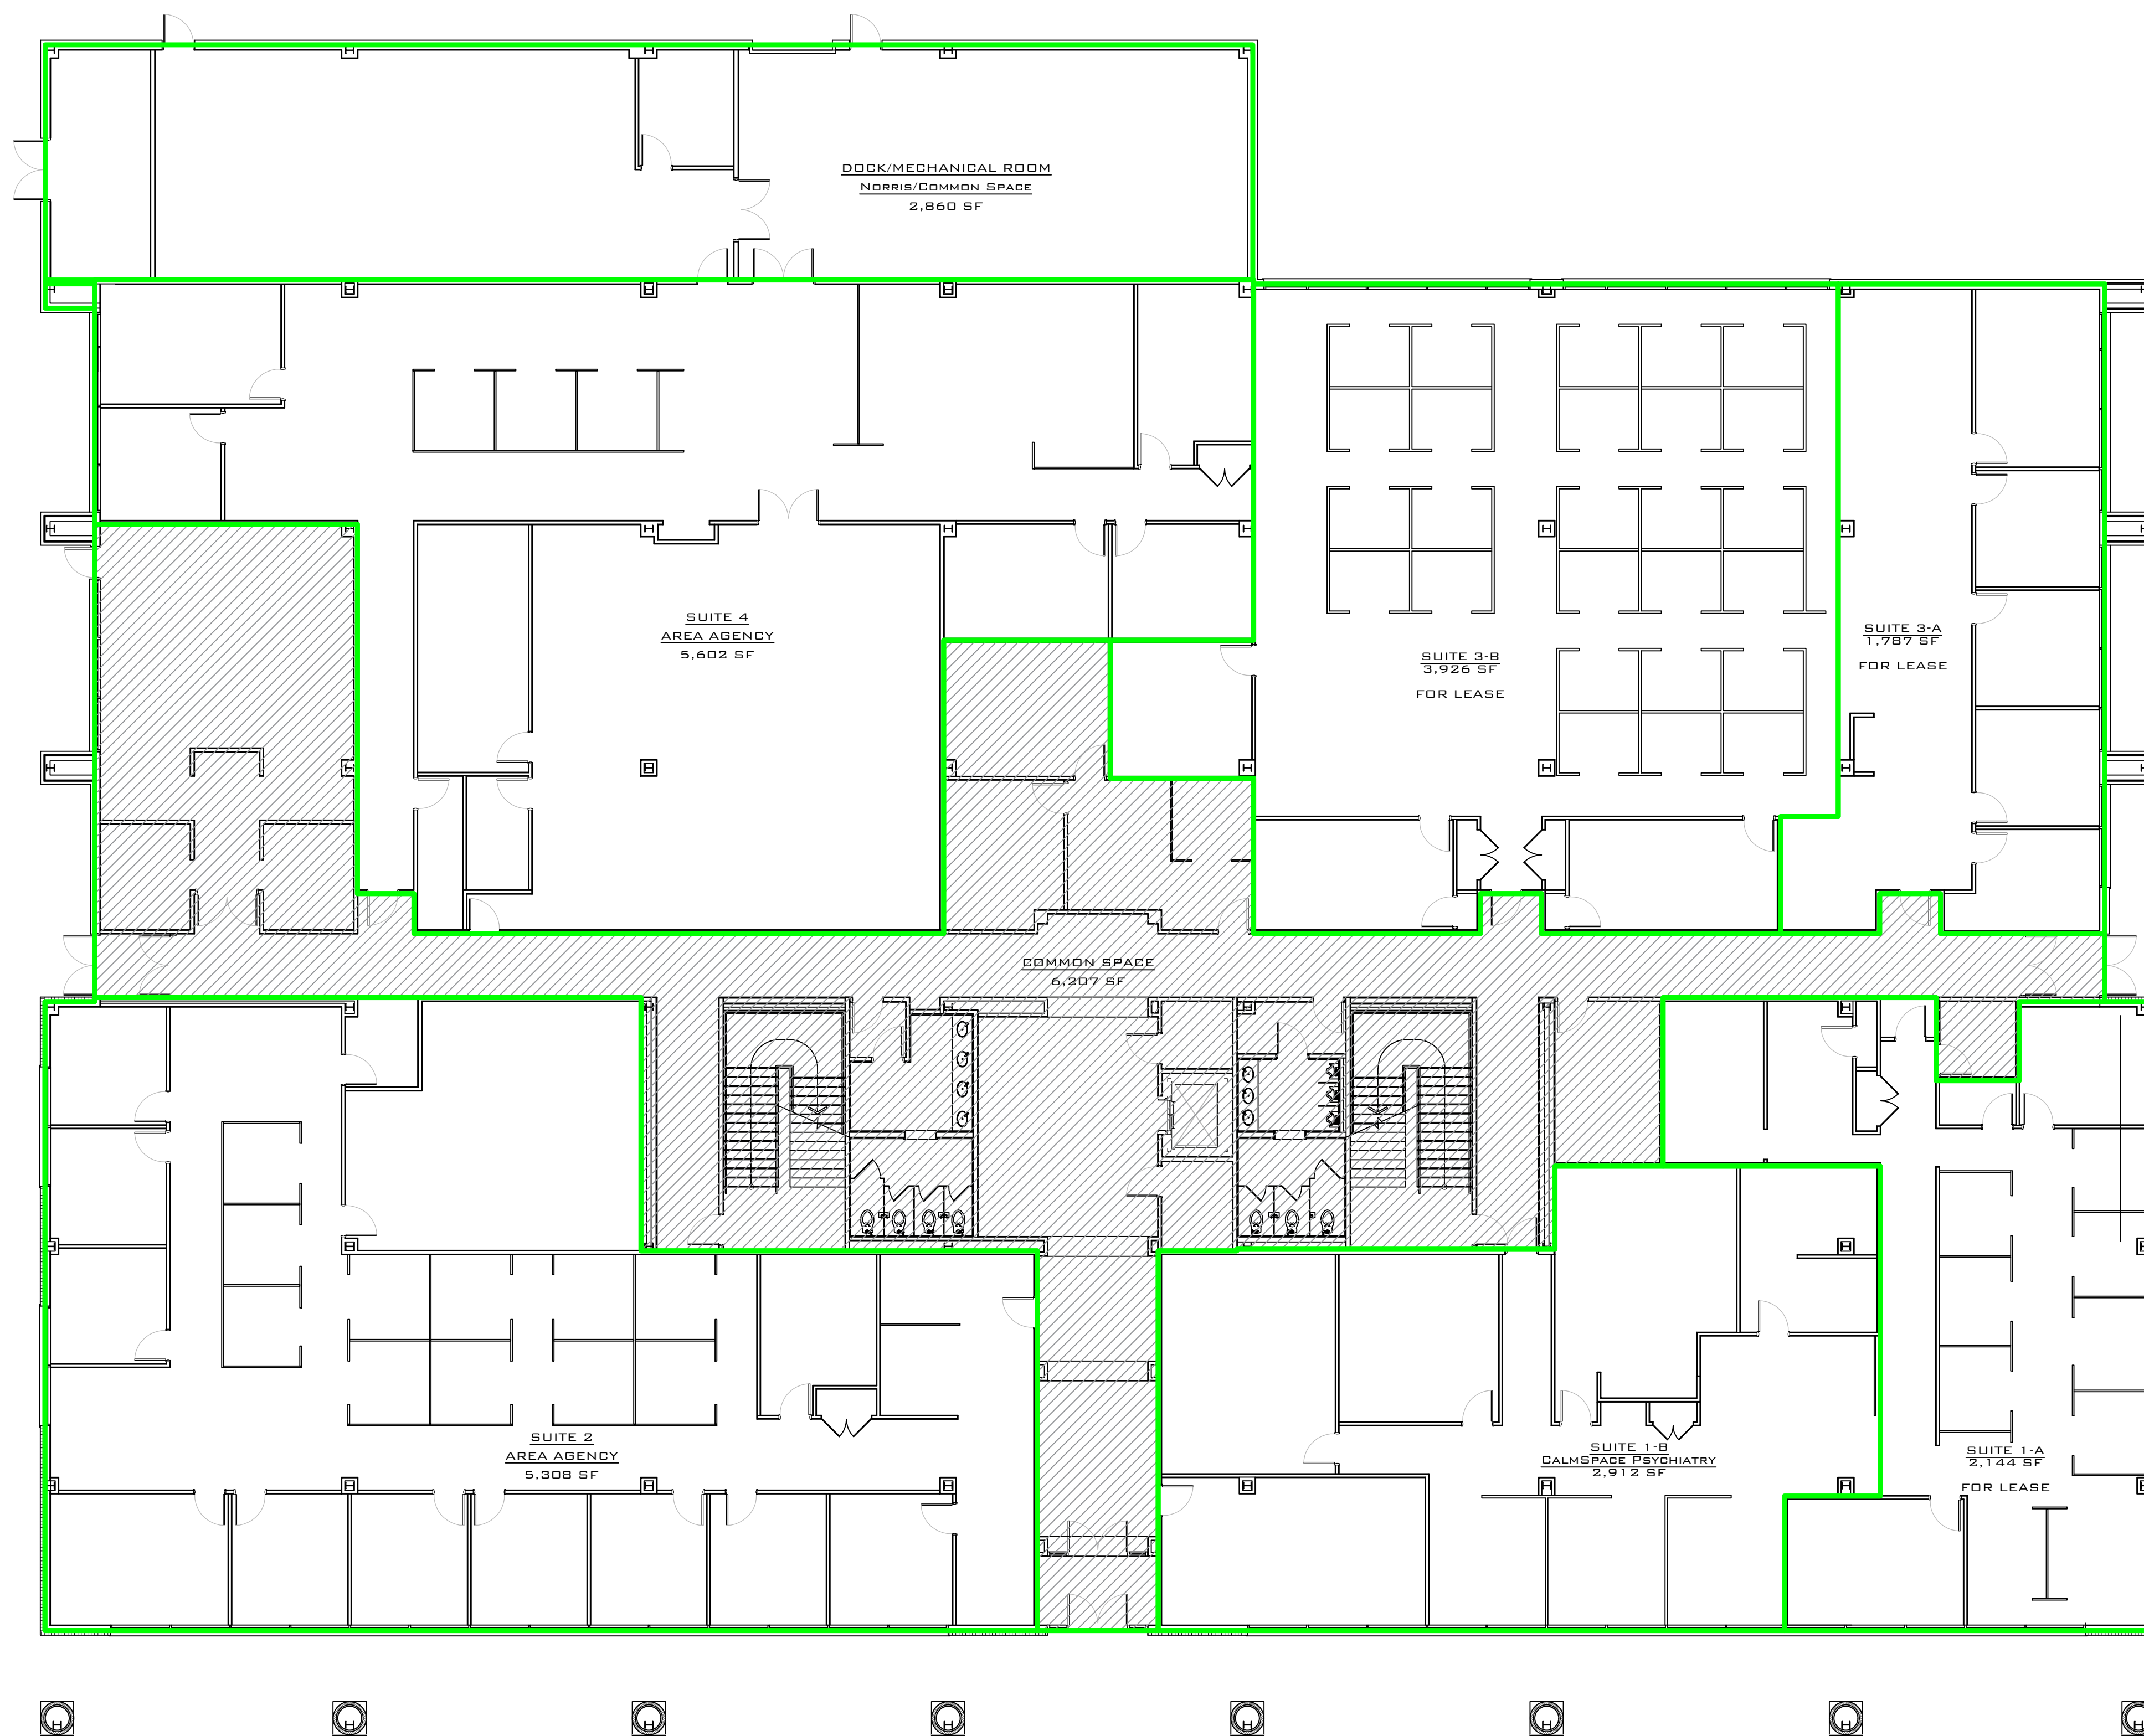 DOCK/MECHANICAL ROOM
Norris/Common Space
2,860 SF
SUITE 4
AREA AGENCY
5,602 SF
SUITE 3-B
3,926 SF
FOR LEASE
SUITE 3-A
1,787 SF
FOR LEASE
COMMON SPACE
6,207 SF
SUITE 2
AREA AGENCY
5,308 SF
SUITE 1-B
CalmSpace Psychiatry
2,912 SF
SUITE 1-A
2,144 SF
FOR LEASE